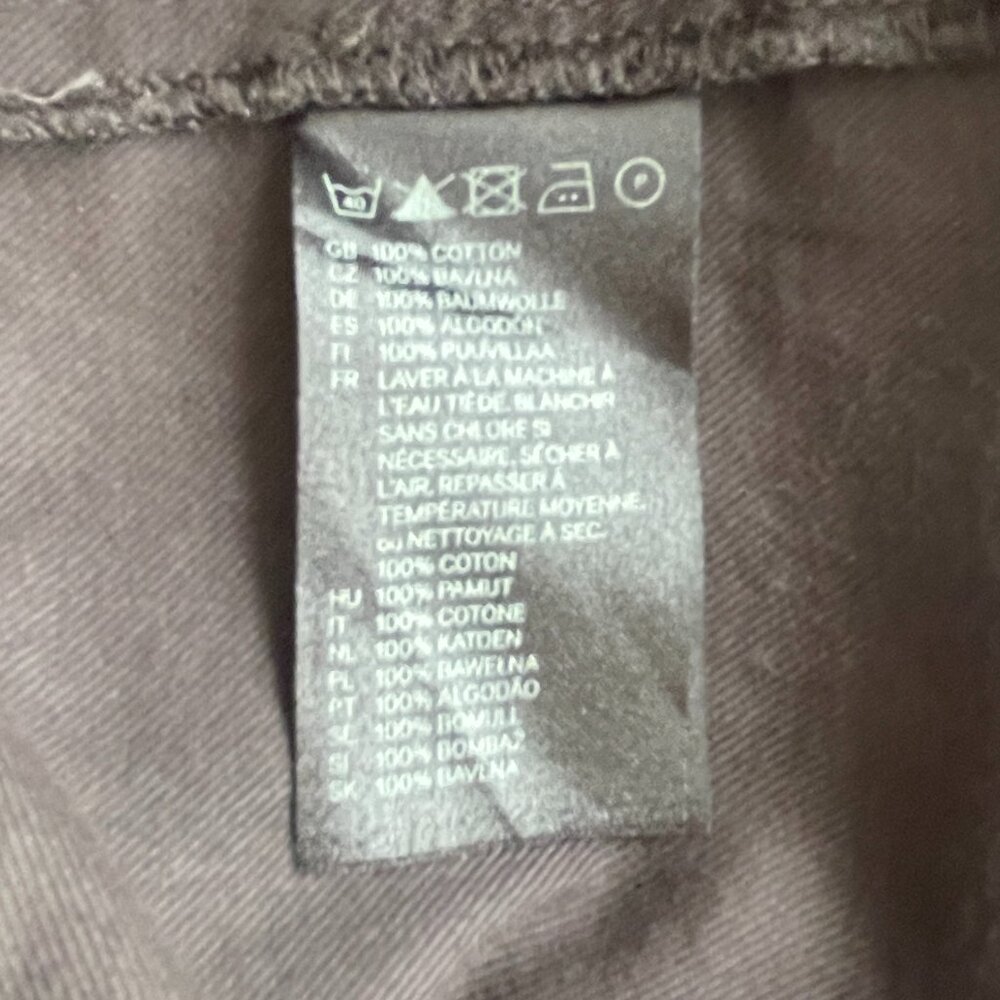 40 P
GB 100% COTTON
CZ 100% BAVLNA
DE 100% BAUMWOLLE
ES 100% ALGODÓN
FI 100% PUUVILLAA
FR LAVER À LA MACHINE À
L'EAU TIÈDE. BLANCHIR
SANS CHLORE SI
NÉCESSAIRE. SÉCHER À
L'AIR. REPASSER À
TEMPÉRATURE MOYENNE.
OU NETTOYAGE À SEC.
100% COTON
HU 100% PAMUT
IT 100% COTONE
NL 100% KATOEN
PL 100% BAWEŁNA
PT 100% ALGODÃO
SE 100% BOMULL
SI 100% BOMBAŽ
SK 100% BAVLNA